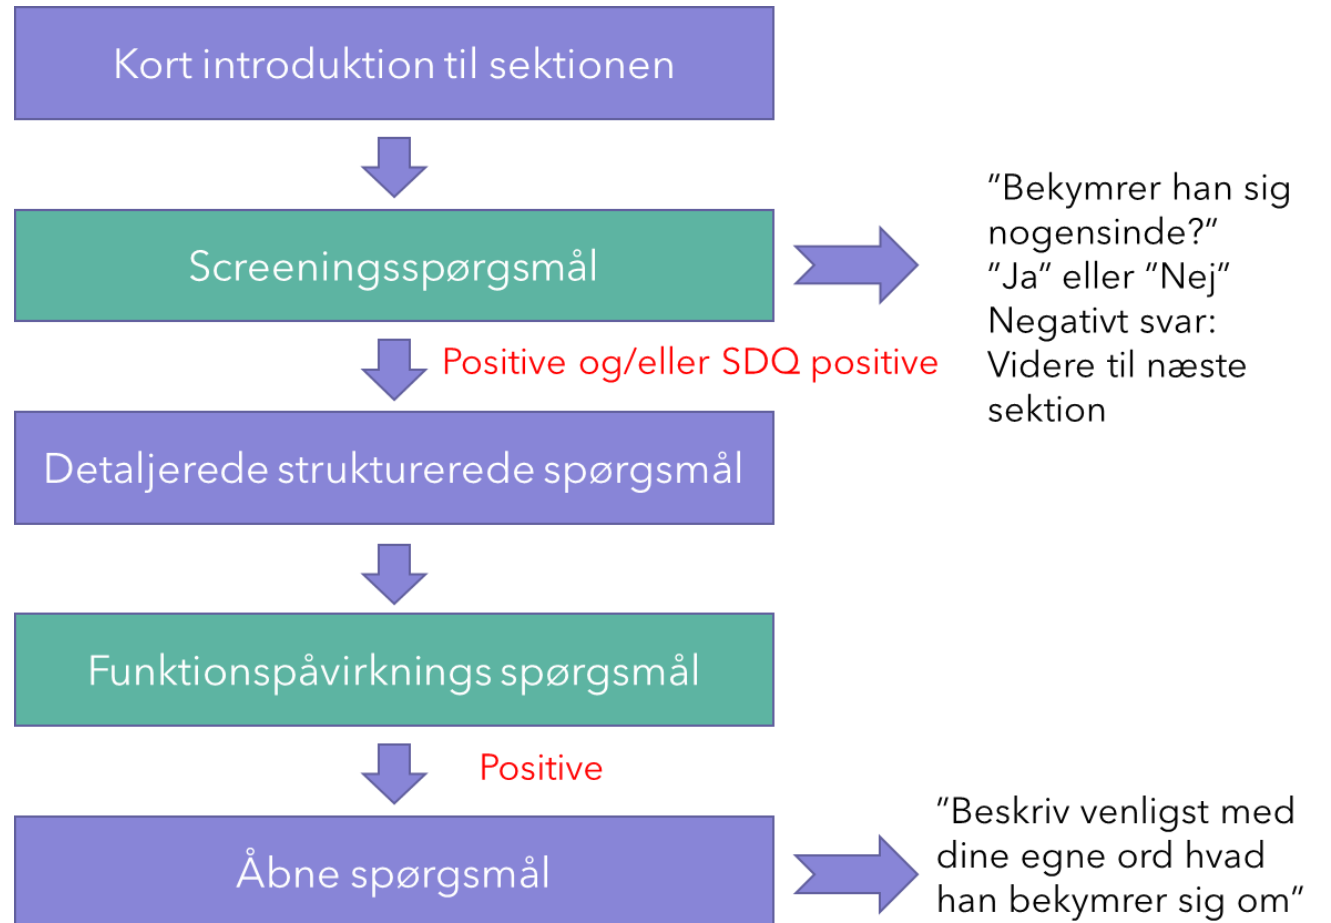 Kort introduktion til sektionen
Screeningsspørgsmål
"Bekymrer han sig
nogensinde?"
"Ja" eller "Nej"
Negativt svar:
Videre til næste
sektion
Positive og/eller SDQ positive
Detaljerede strukturerede spørgsmål
Funktionspåvirknings spørgsmål
Positive
Åbne spørgsmål
"Beskriv venligst med
dine egne ord hvad
han bekymrer sig om"